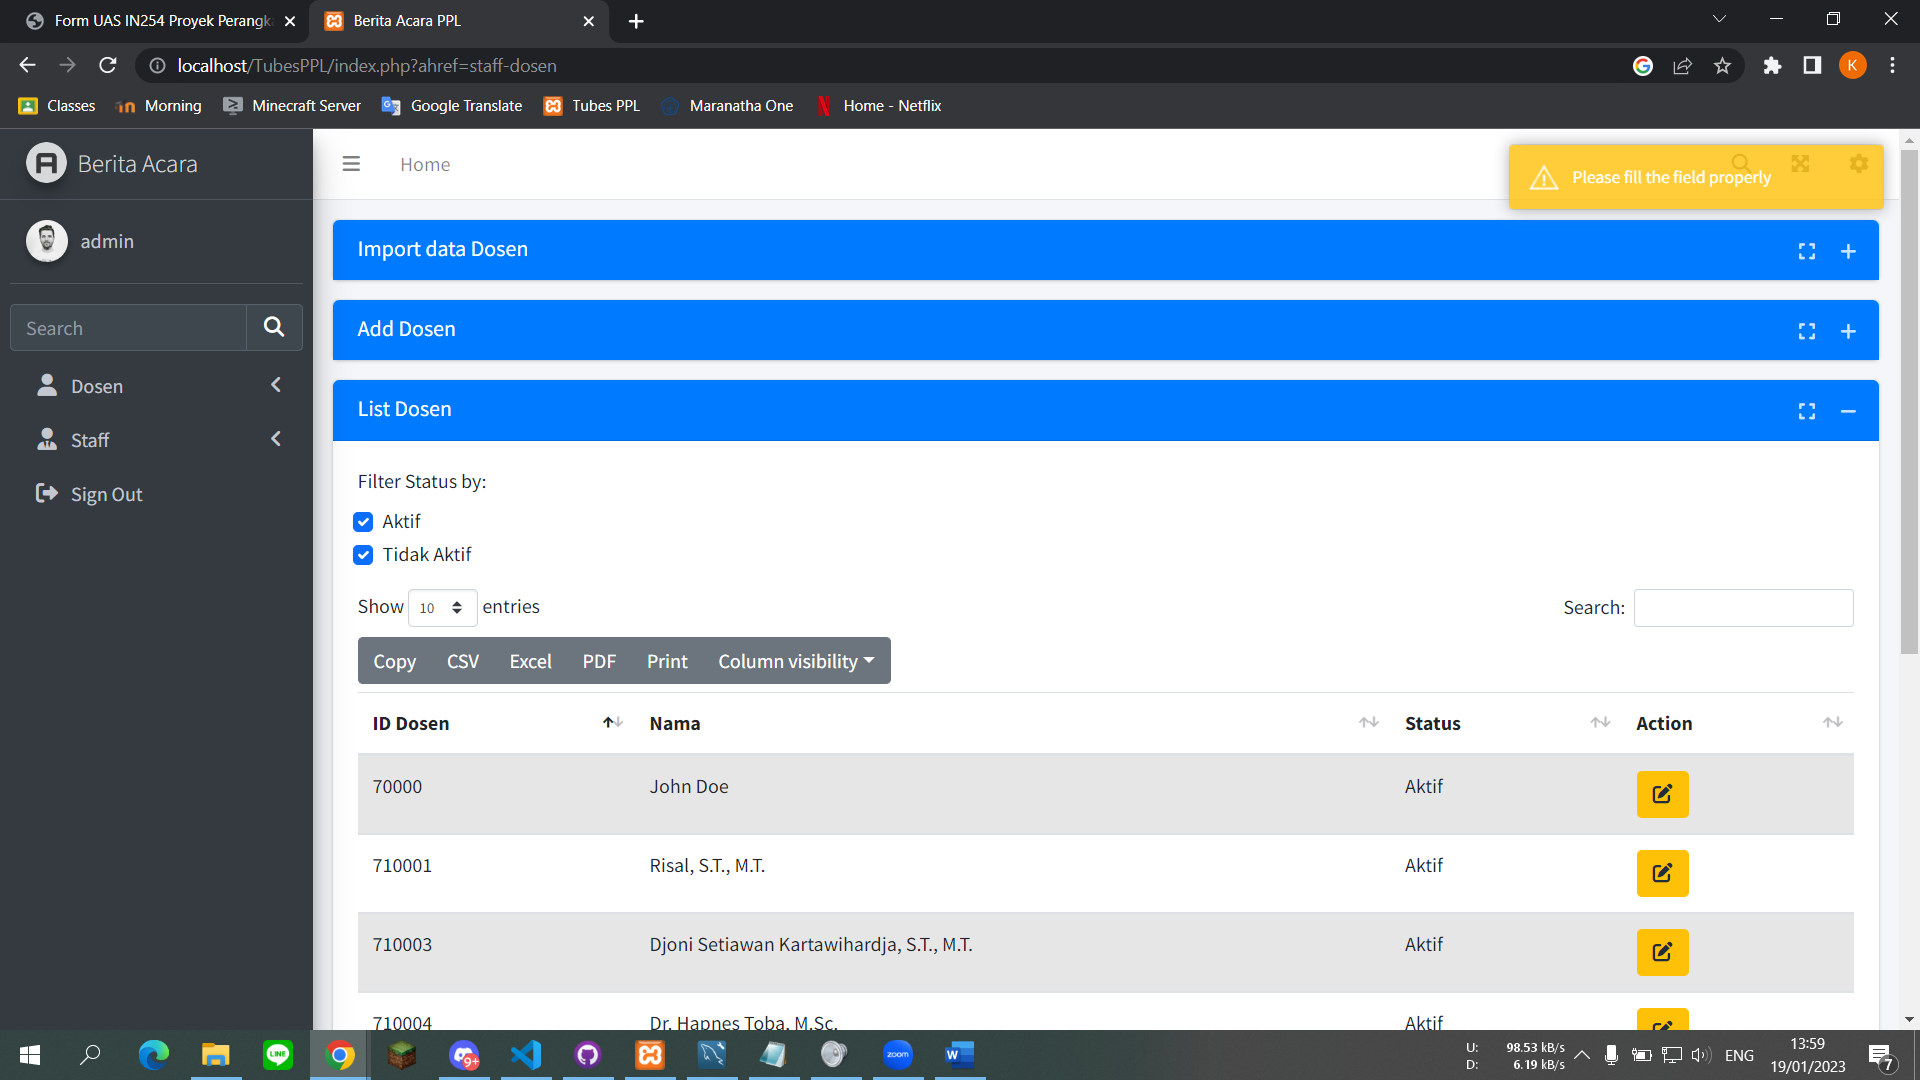 Form UAS IN254 Proyek Perangk
Berita Acara PPL
localhost/TubesPPL/index.php?ahref=staff-dosen
K
Classes
Morning
Minecraft Server
Google Translate
Tubes PPL
Maranatha One
Home - Netflix
Berita Acara
Home
Please fill the field properly
admin
Search
Dosen
Staff
Sign Out
Import data Dosen
Add Dosen
List Dosen
Filter Status by:
Aktif
Tidak Aktif
Show 10 entries
Search:
Copy CSV Excel PDF Print Column visibility
ID Dosen Nama Status Action
70000 John Doe Aktif
710001 Risal, S.T., M.T. Aktif
710003 Djoni Setiawan Kartawihardja, S.T., M.T. Aktif
710004 Dr. Hapnes Toba, M.Sc. Aktif
LINE
9+
zoom
U: 98.53 kB/s
D: 6.19 kB/s
ENG
13:59
19/01/2023
7